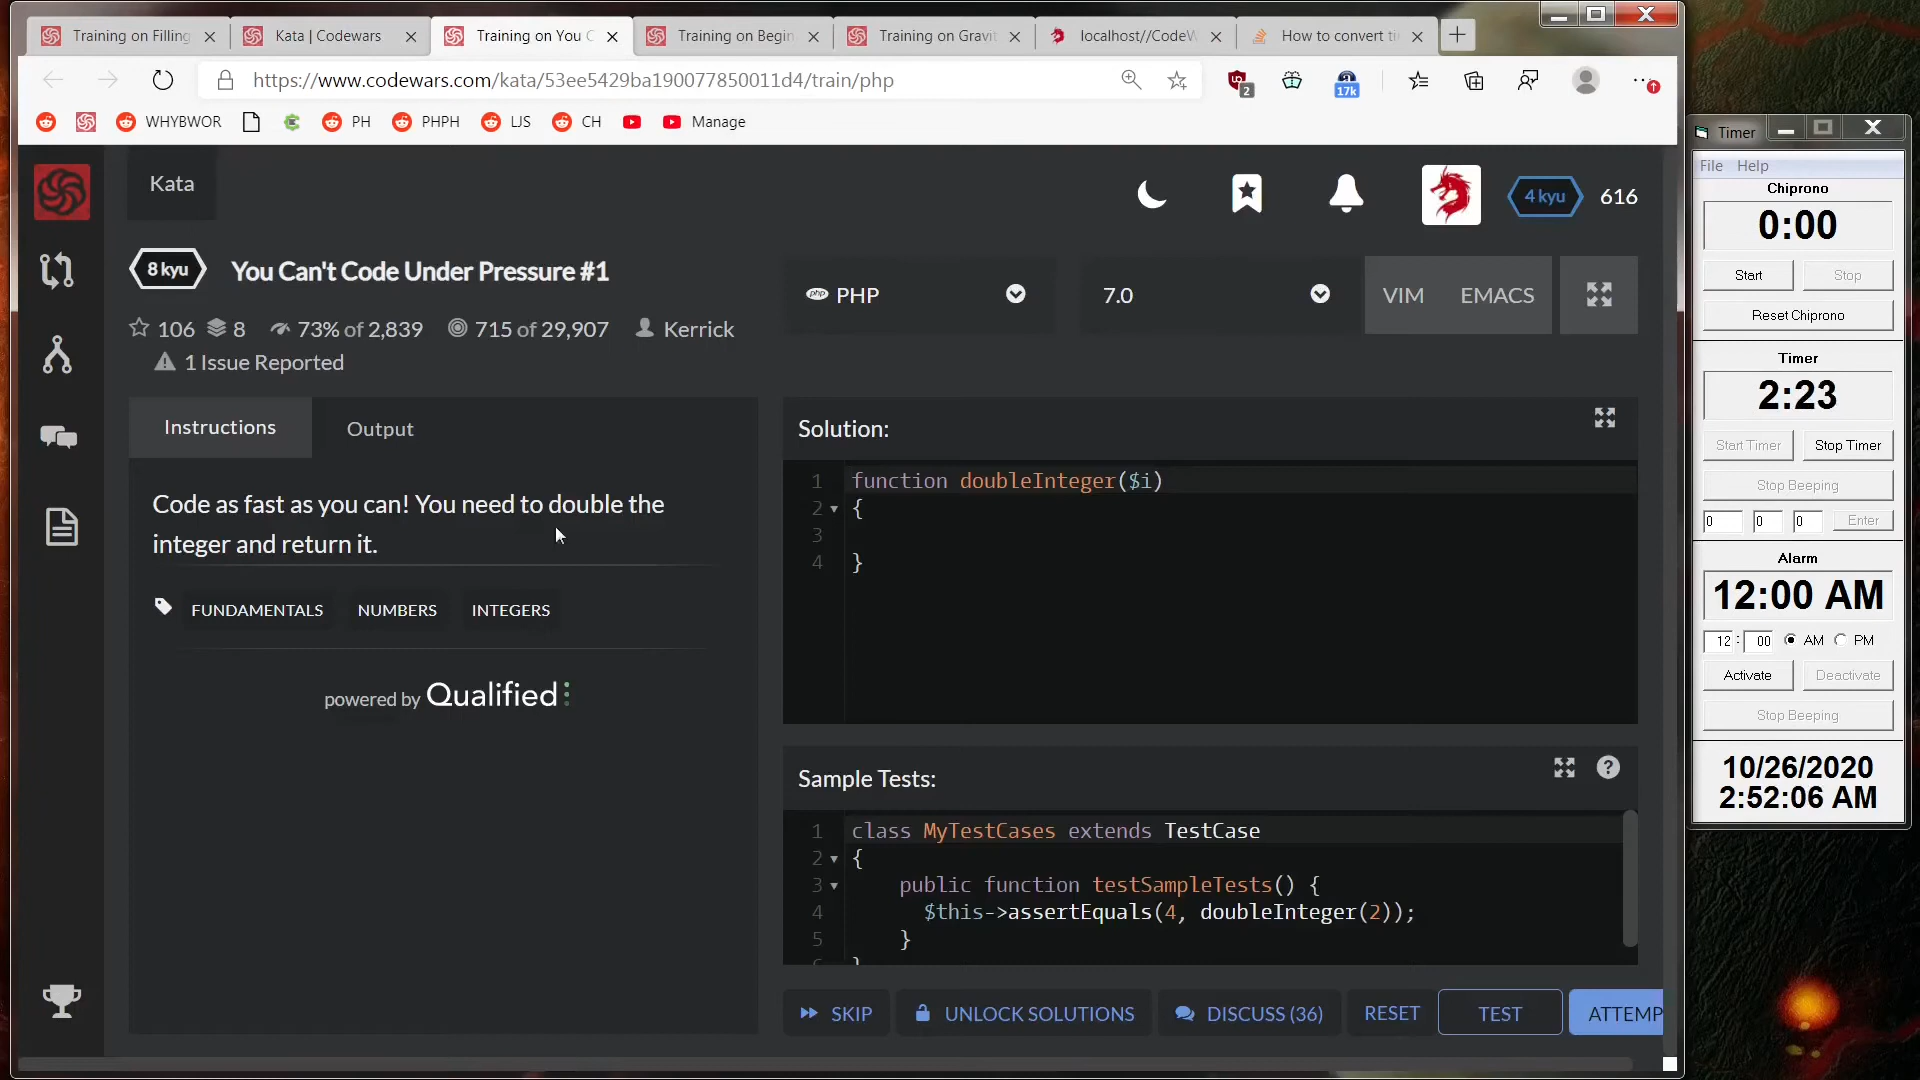 Training on Filling
Kata | Codewars
Training on You C
Training on Begin
Training on Gravit
localhost//CodeW
How to convert ti
https://www.codewars.com/kata/53ee5429ba190077850011d4/train/php
2
17k
WHYBWOR
PH
PHPH
LJS
CH
Manage
Kata
4 kyu
616
8 kyu
You Can't Code Under Pressure #1
106
8
73% of 2,839
715 of 29,907
Kerrick
1 Issue Reported
php PHP
7.0
VIM
EMACS
Instructions
Output
Code as fast as you can! You need to double the
integer and return it.
FUNDAMENTALS
NUMBERS
INTEGERS
powered by Qualified
Solution:
1 function doubleInteger($i)
2 {
3
4 }
Sample Tests:
1 class MyTestCases extends TestCase
2 {
3 public function testSampleTests() {
4 $this->assertEquals(4, doubleInteger(2));
5 }
6 }
SKIP
UNLOCK SOLUTIONS
DISCUSS (36)
RESET
TEST
ATTEMP
Timer
File Help
Chiprono
0:00
Start
Stop
Reset Chiprono
Timer
2:23
Start Timer
Stop Timer
Stop Beeping
0 0 0 Enter
Alarm
12:00 AM
12 : 00 AM PM
Activate
Deactivate
Stop Beeping
10/26/2020
2:52:06 AM